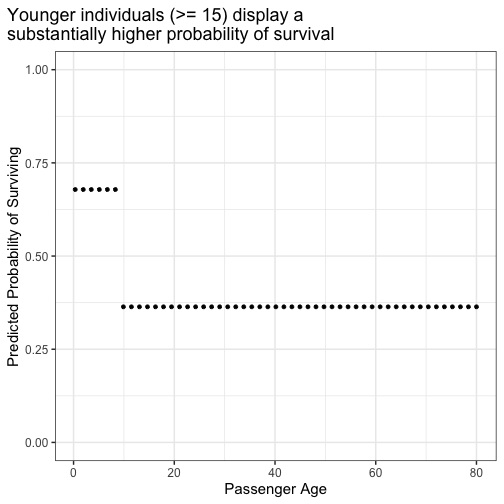 Younger individuals (>= 15) display a
substantially higher probability of survival
1.00
0.75
0.50
0.25
0.00
Predicted Probability of Surviving
0 20 40 60 80
Passenger Age